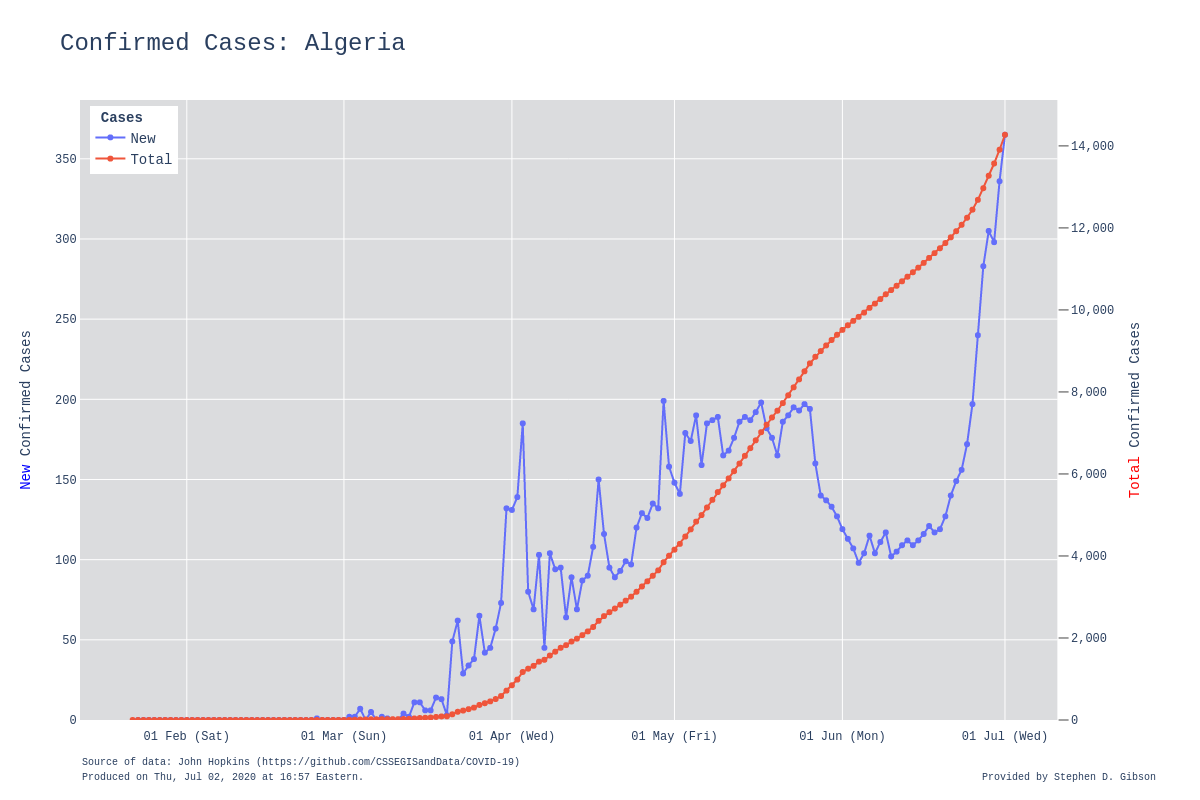 Confirmed Cases: Algeria
Cases
New
Total
350
300
250
200
150
100
50
0
New Confirmed Cases
14,000
12,000
10,000
8,000
6,000
4,000
2,000
0
Total Confirmed Cases
01 Feb (Sat) 01 Mar (Sun) 01 Apr (Wed) 01 May (Fri) 01 Jun (Mon) 01 Jul (Wed)
Source of data: John Hopkins (https://github.com/CSSEGISandData/COVID-19)
Produced on Thu, Jul 02, 2020 at 16:57 Eastern.
Provided by Stephen D. Gibson